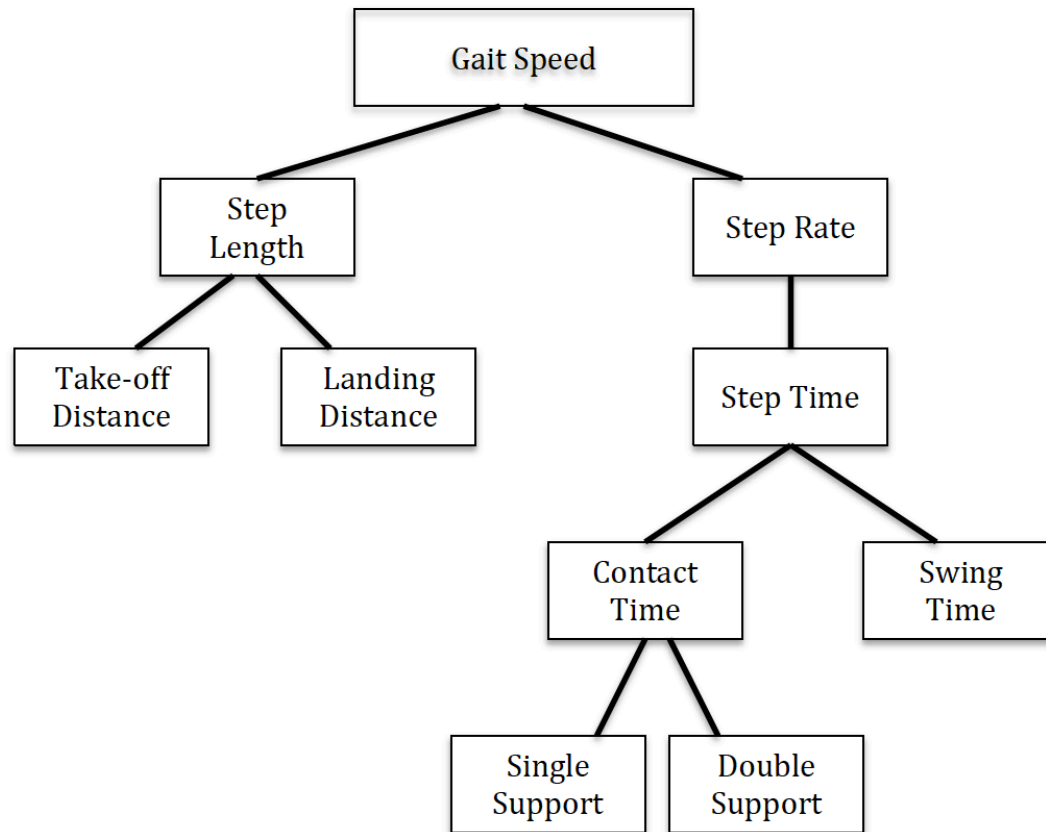 Gait Speed
Step
Length
Step Rate
Take-off
Distance
Landing
Distance
Step Time
Contact
Time
Swing
Time
Single
Support
Double
Support